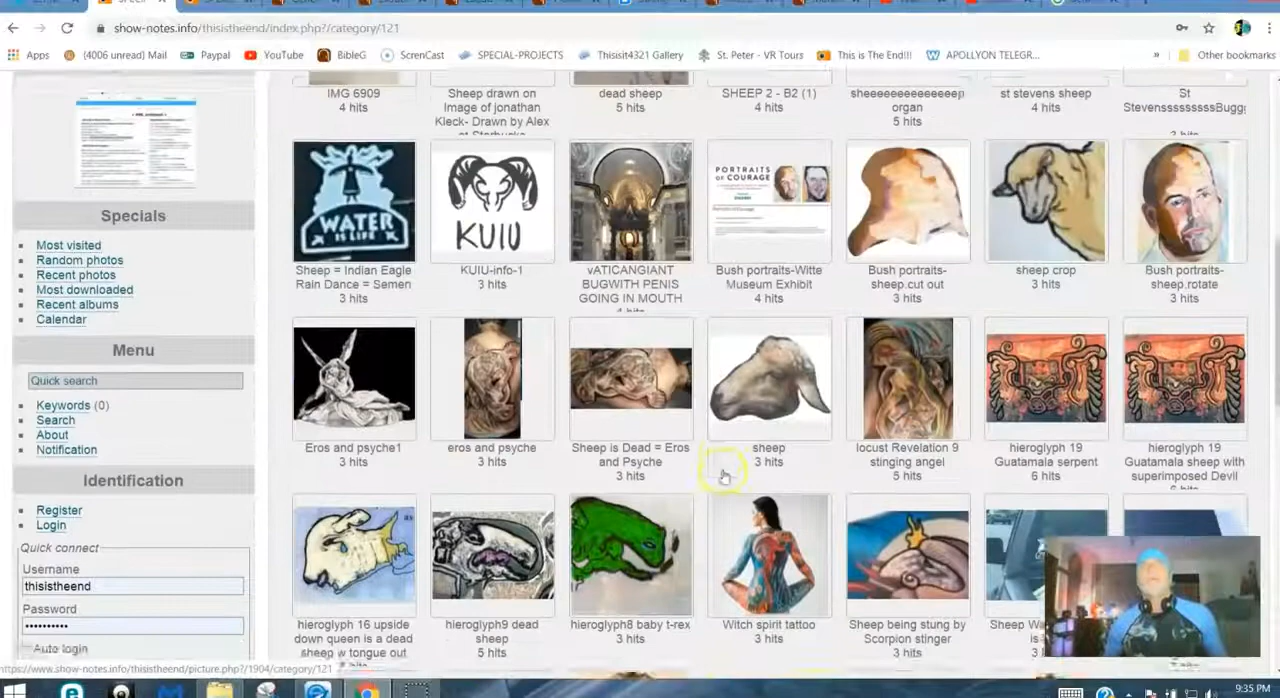 show-notes.info/thisistheend/index.php?/category/121
Apps
(4006 unread) Mail
Paypal
YouTube
BibleG
ScrenCast
SPECIAL-PROJECTS
Thisisit4321 Gallery
St. Peter - VR Tours
This is The End!!!
APOLLYON TELEGR...
»
Other bookmarks
Specials
Most visited
Random photos
Recent photos
Most downloaded
Recent albums
Calendar
Menu
Quick search
Keywords (0)
Search
About
Notification
Identification
Register
Login
Quick connect
Username
thisistheend
Password
Auto login
IMG 6909
4 hits
Sheep drawn on
Image of jonathan
Kleck- Drawn by Alex
at Starbucks
dead sheep
5 hits
SHEEP 2 - B2 (1)
4 hits
sheeeeeeeeeeeeep
organ
5 hits
st stevens sheep
4 hits
St
StevensssssssssBugg
3 hits
WATER
IS LIFE
Sheep = Indian Eagle
Rain Dance = Semen
3 hits
KUIU
KUIU-info-1
3 hits
vATICANGIANT
BUGWITH PENIS
GOING IN MOUTH
4 hits
PORTRAITS
OF COURAGE
Bush portraits-Witte
Museum Exhibit
4 hits
Bush portraits-
sheep.cut out
3 hits
sheep crop
3 hits
Bush portraits-
sheep.rotate
3 hits
Eros and psyche1
3 hits
eros and psyche
3 hits
Sheep is Dead = Eros
and Psyche
3 hits
sheep
3 hits
locust Revelation 9
stinging angel
5 hits
hieroglyph 19
Guatamala serpent
6 hits
hieroglyph 19
Guatamala sheep with
superimposed Devil
6 hits
hieroglyph 16 upside
down queen is a dead
sheep w tongue out
hieroglyph9 dead
sheep
5 hits
hieroglyph8 baby t-rex
3 hits
Witch spirit tattoo
3 hits
Sheep being stung by
Scorpion stinger
3 hits
https://www.show-notes.info/thisistheend/picture.php?/1904/category/121
9:35 PM